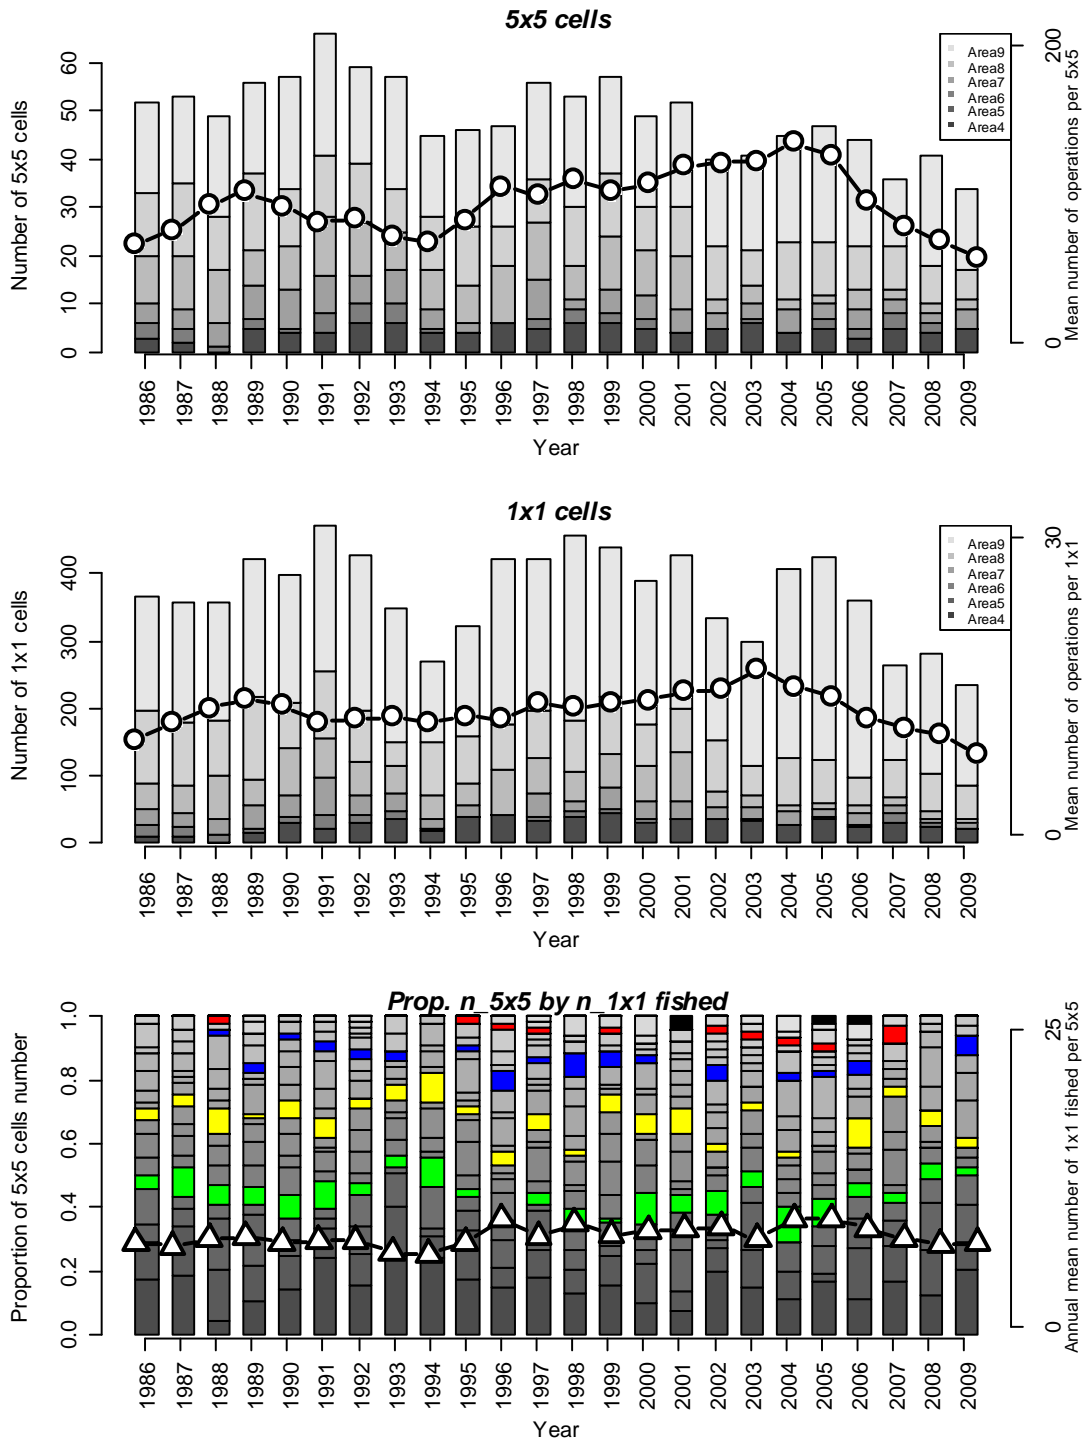 5x5 cells
Number of 5x5 cells
0 10 20 30 40 50 60
1986 1987 1988 1989 1990 1991 1992 1993 1994 1995 1996 1997 1998 1999 2000 2001 2002 2003 2004 2005 2006 2007 2008 2009
Year
0 200
Mean number of operations per 5x5
Area9
Area8
Area7
Area6
Area5
Area4
1x1 cells
Number of 1x1 cells
0 100 200 300 400
1986 1987 1988 1989 1990 1991 1992 1993 1994 1995 1996 1997 1998 1999 2000 2001 2002 2003 2004 2005 2006 2007 2008 2009
Year
0 30
Mean number of operations per 1x1
Area9
Area8
Area7
Area6
Area5
Area4
Prop. n_5x5 by n_1x1 fished
Proportion of 5x5 cells number
0.0 0.2 0.4 0.6 0.8 1.0
1986 1987 1988 1989 1990 1991 1992 1993 1994 1995 1996 1997 1998 1999 2000 2001 2002 2003 2004 2005 2006 2007 2008 2009
Year
0 25
Annual mean number of 1x1 fished per 5x5